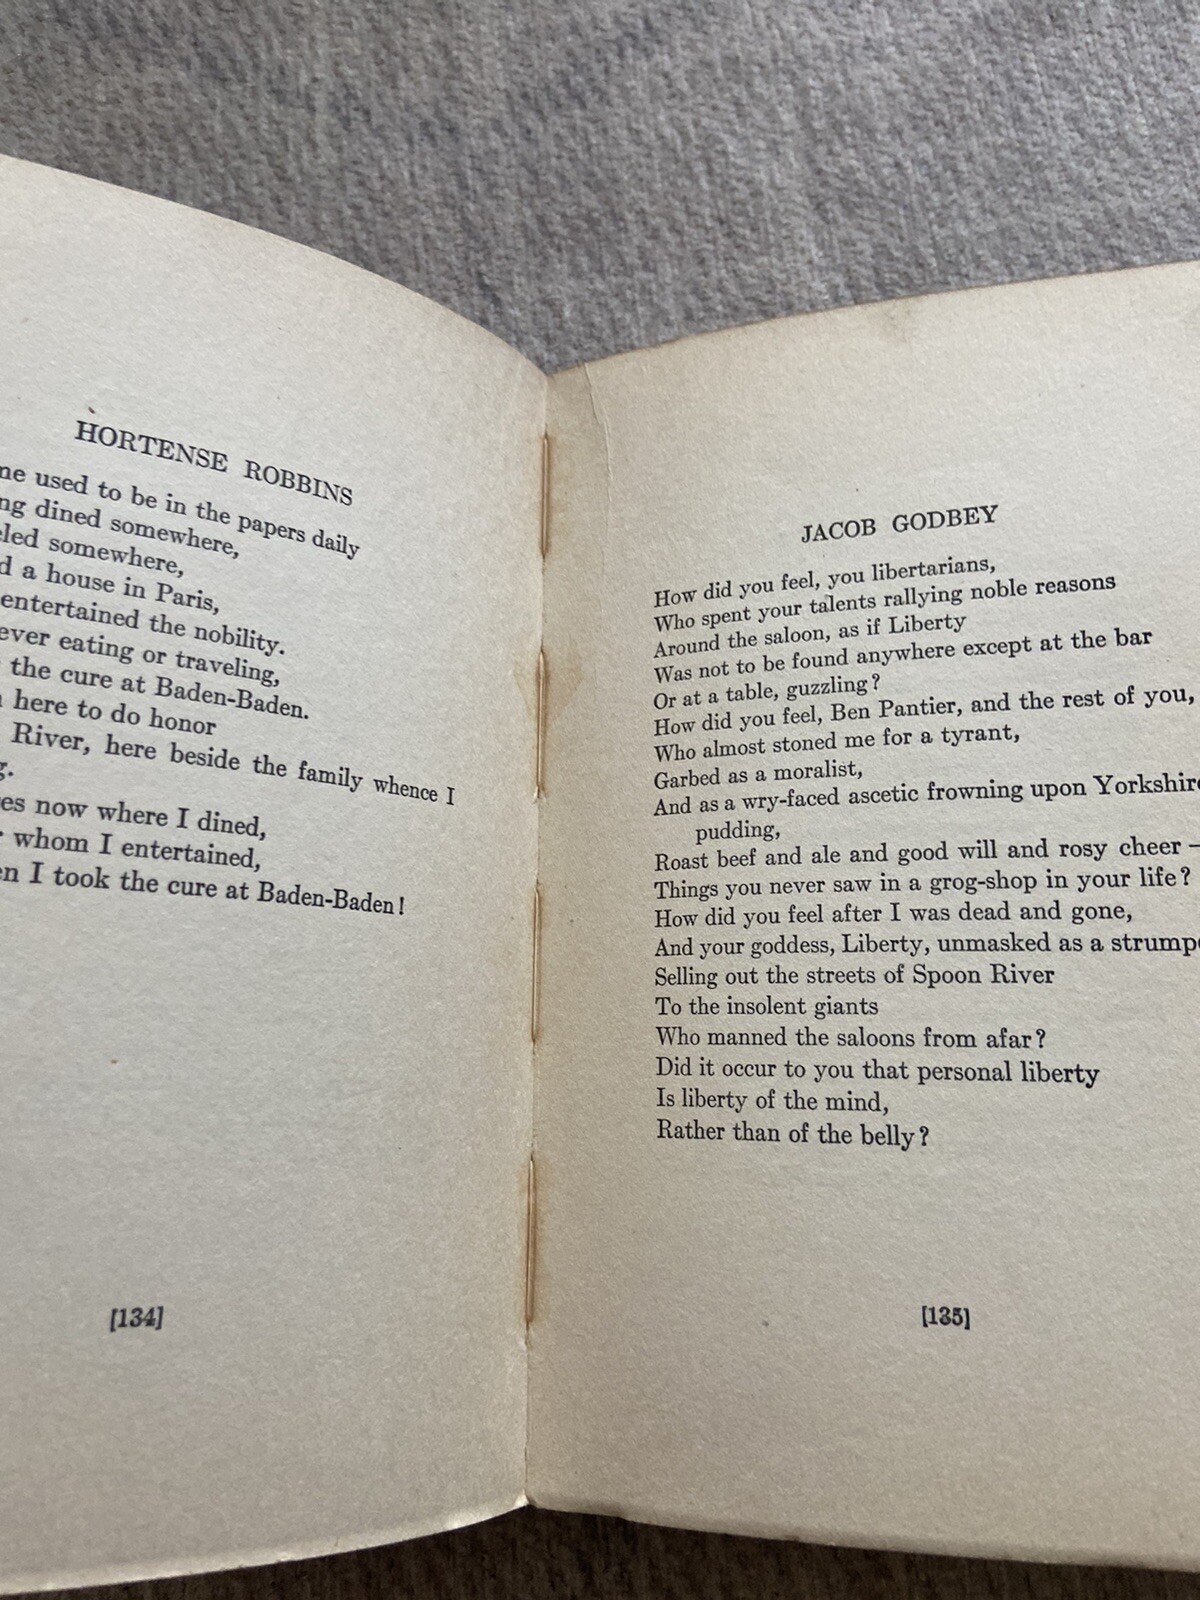 HORTENSE ROBBINS
me used to be in the papers daily
ng dined somewhere,
eled somewhere,
d a house in Paris,
entertained the nobility.
ever eating or traveling,
the cure at Baden-Baden.
here to do honor
River, here beside the family whence I
g.
es now where I dined,
whom I entertained,
en I took the cure at Baden-Baden!
[134]
JACOB GODBEY
How did you feel, you libertarians,
Who spent your talents rallying noble reasons
Around the saloon, as if Liberty
Was not to be found anywhere except at the bar
Or at a table, guzzling?
How did you feel, Ben Pantier, and the rest of you,
Who almost stoned me for a tyrant,
Garbed as a moralist,
And as a wry-faced ascetic frowning upon Yorkshire
pudding,
Roast beef and ale and good will and rosy cheer —
Things you never saw in a grog-shop in your life?
How did you feel after I was dead and gone,
And your goddess, Liberty, unmasked as a strumpe
Selling out the streets of Spoon River
To the insolent giants
Who manned the saloons from afar?
Did it occur to you that personal liberty
Is liberty of the mind,
Rather than of the belly?
[135]